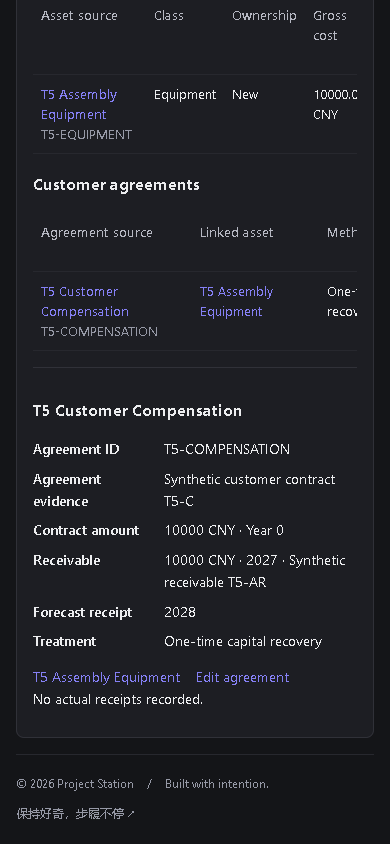 Asset source Class Ownership Gross
cost
T5 Assembly Equipment New 10000.0
Equipment CNY
T5-EQUIPMENT
Customer agreements
Agreement source Linked asset Meth
T5 Customer T5 Assembly One-t
Compensation Equipment recov
T5-COMPENSATION
T5 Customer Compensation
Agreement ID T5-COMPENSATION
Agreement Synthetic customer contract
evidence T5-C
Contract amount 10000 CNY · Year 0
Receivable 10000 CNY · 2027 · Synthetic
receivable T5-AR
Forecast receipt 2028
Treatment One-time capital recovery
T5 Assembly Equipment Edit agreement
No actual receipts recorded.
© 2026 Project Station / Built with intention.
保持好奇，步履不停 ↗